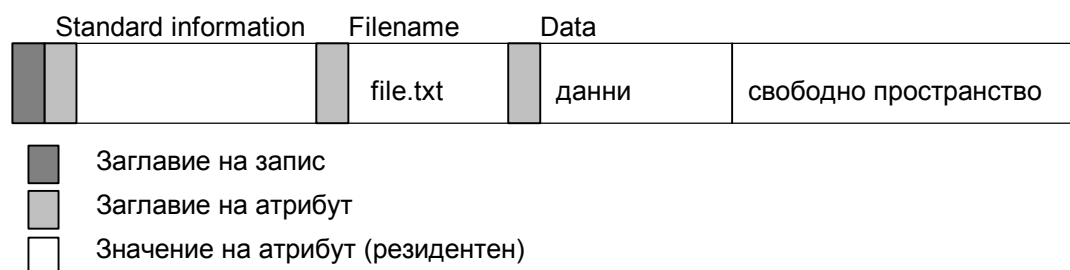 Standard information Filename Data
file.txt данни свободно пространство
Заглавие на запис
Заглавие на атрибут
Значение на атрибут (резидентен)